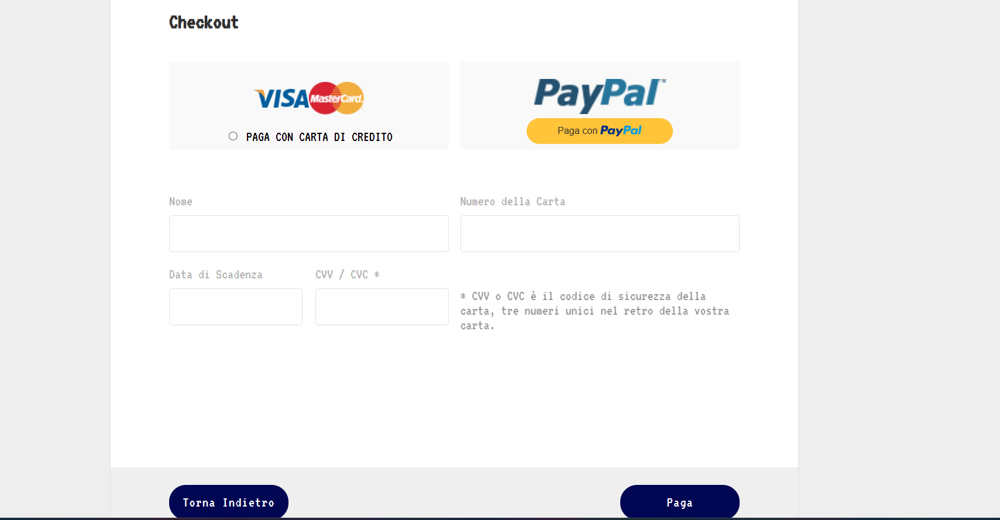 Checkout
VISA MasterCard.
PayPal™
PAGA CON CARTA DI CREDITO
Paga con PayPal
Nome
Numero della Carta
Data di Scadenza
CVV / CVC *
* CVV o CVC è il codice di sicurezza della
carta, tre numeri unici nel retro della vostra
carta.
Torna Indietro
Paga